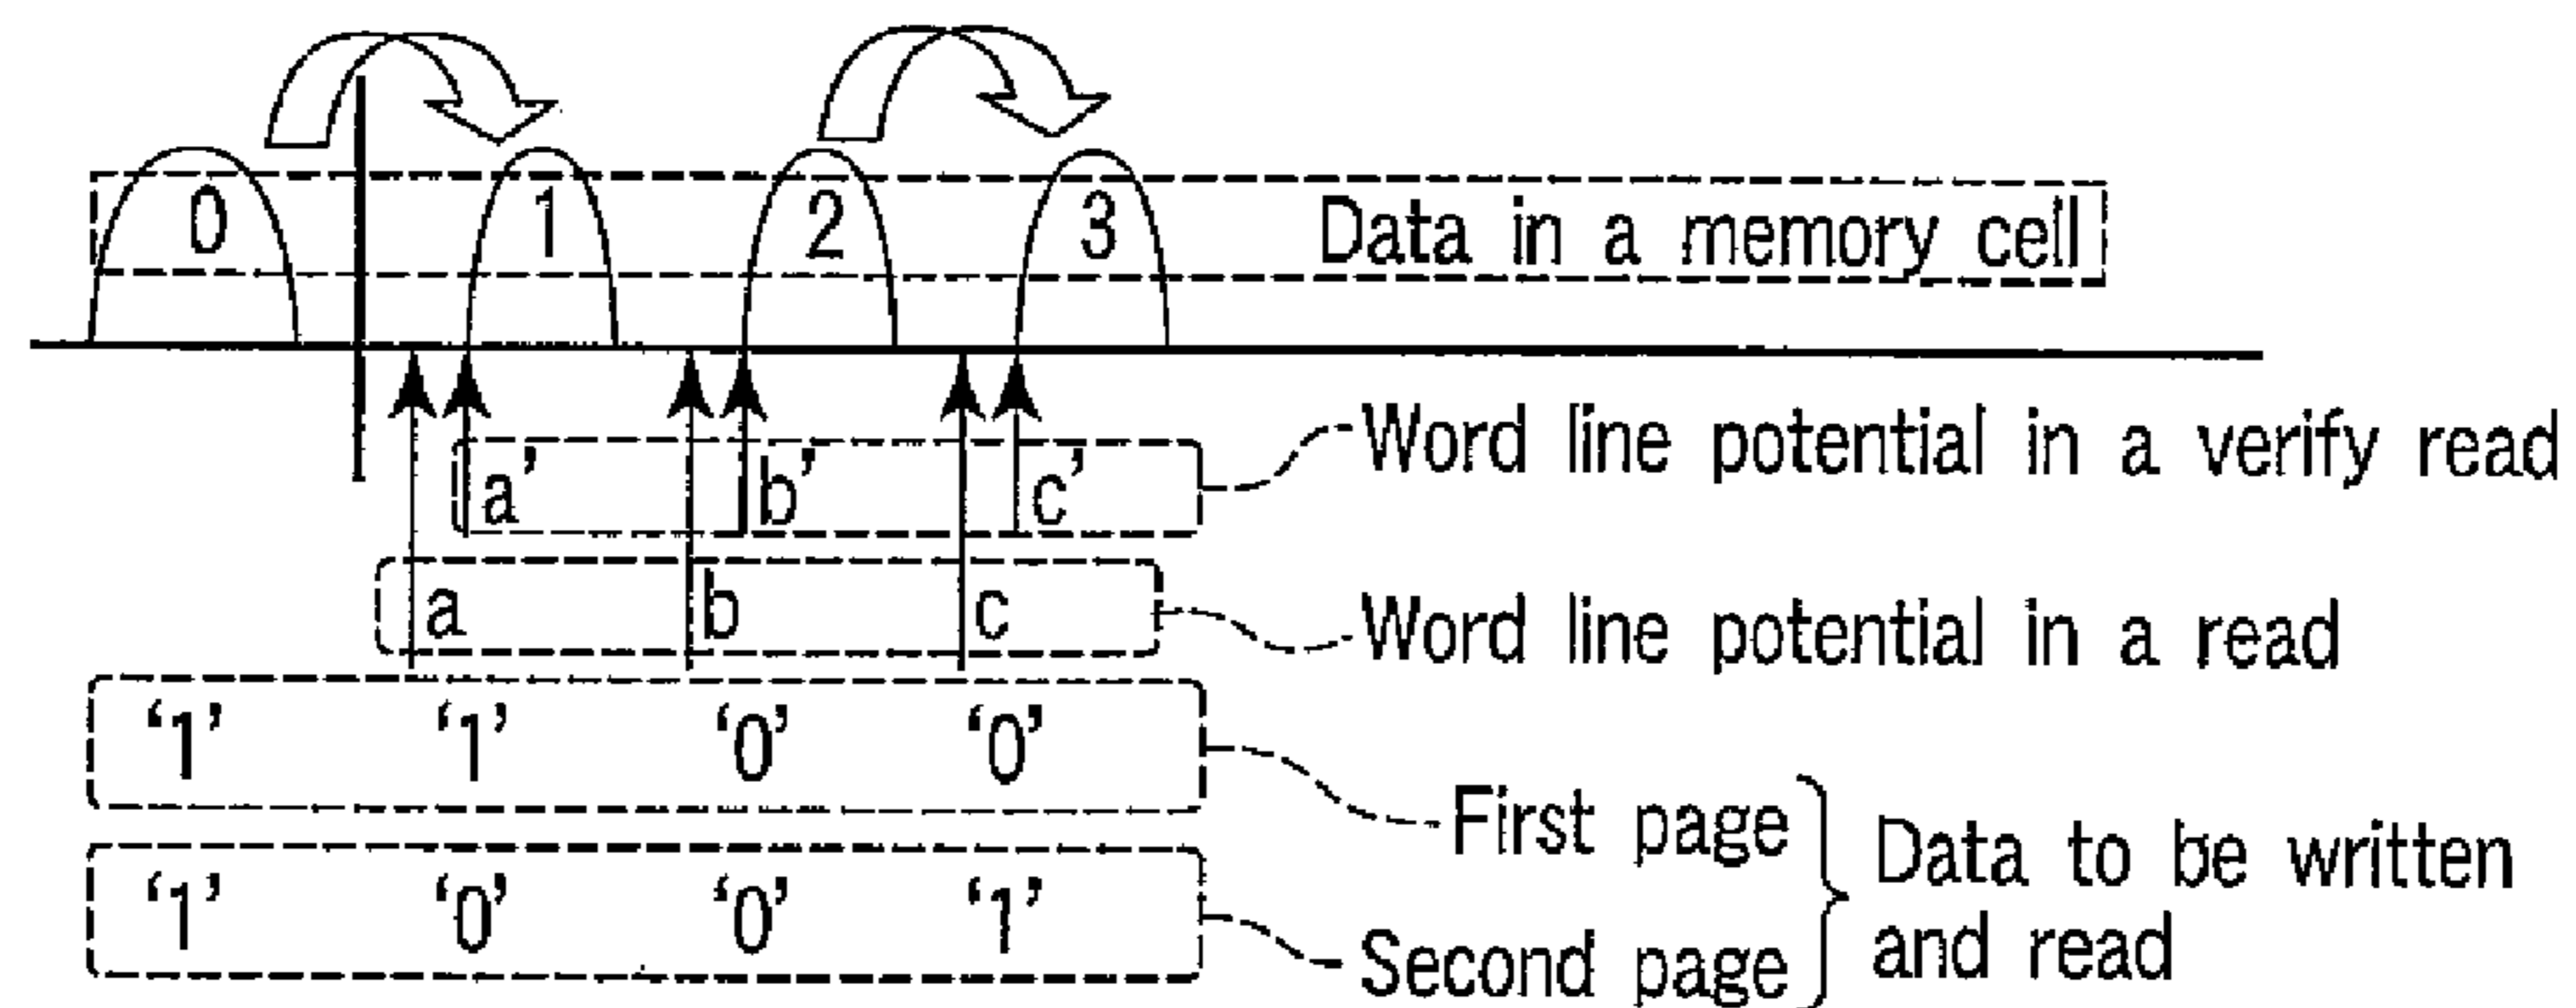 0 1 2 3 Data in a memory cell
a' b' c' Word line potential in a verify read
a b c Word line potential in a read
‘1’ ‘1’ ‘0’ ‘0’ First page
‘1’ ‘0’ ‘0’ ‘1’ Second page
Data to be written
and read